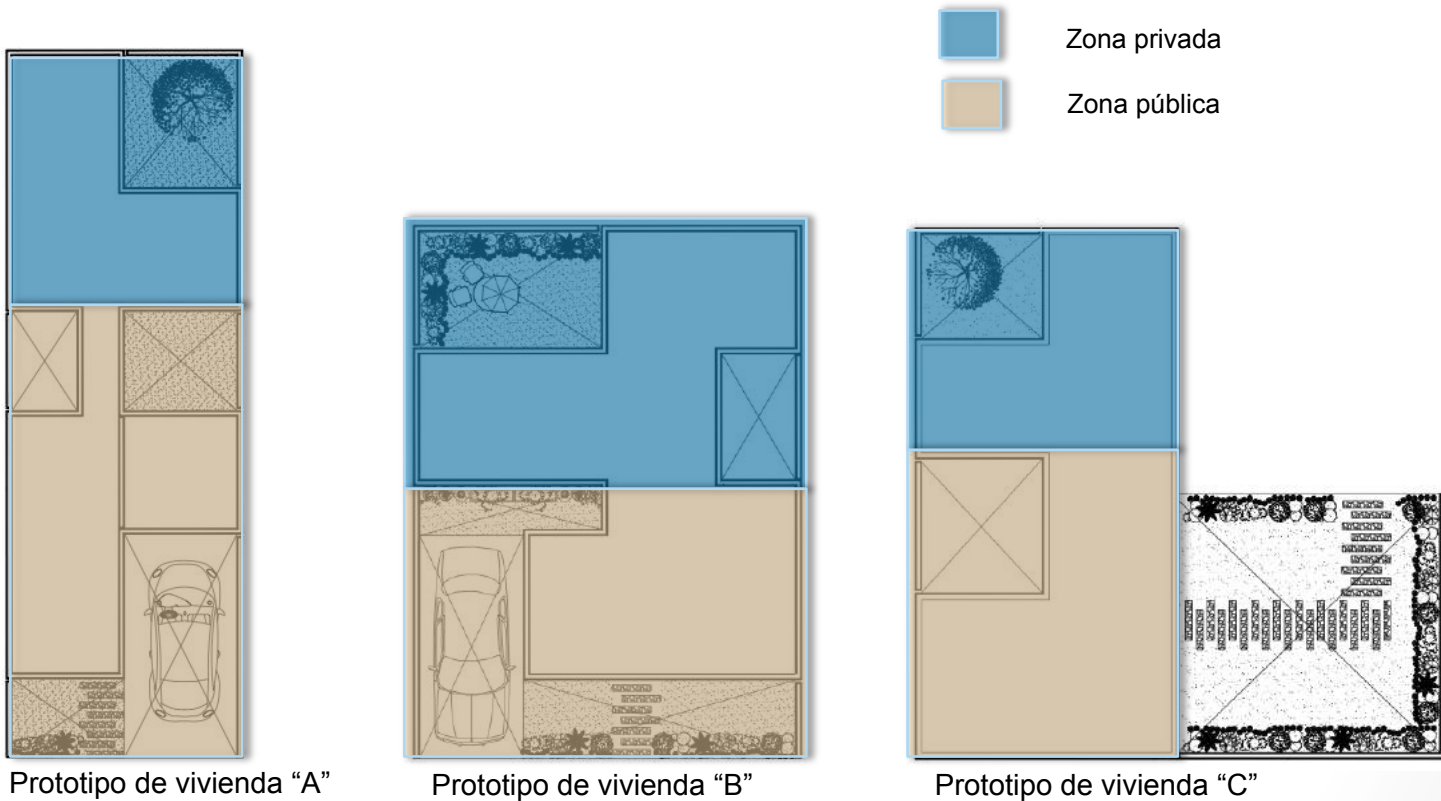 Zona privada
Zona pública
Prototipo de vivienda “A”
Prototipo de vivienda “B”
Prototipo de vivienda “C”